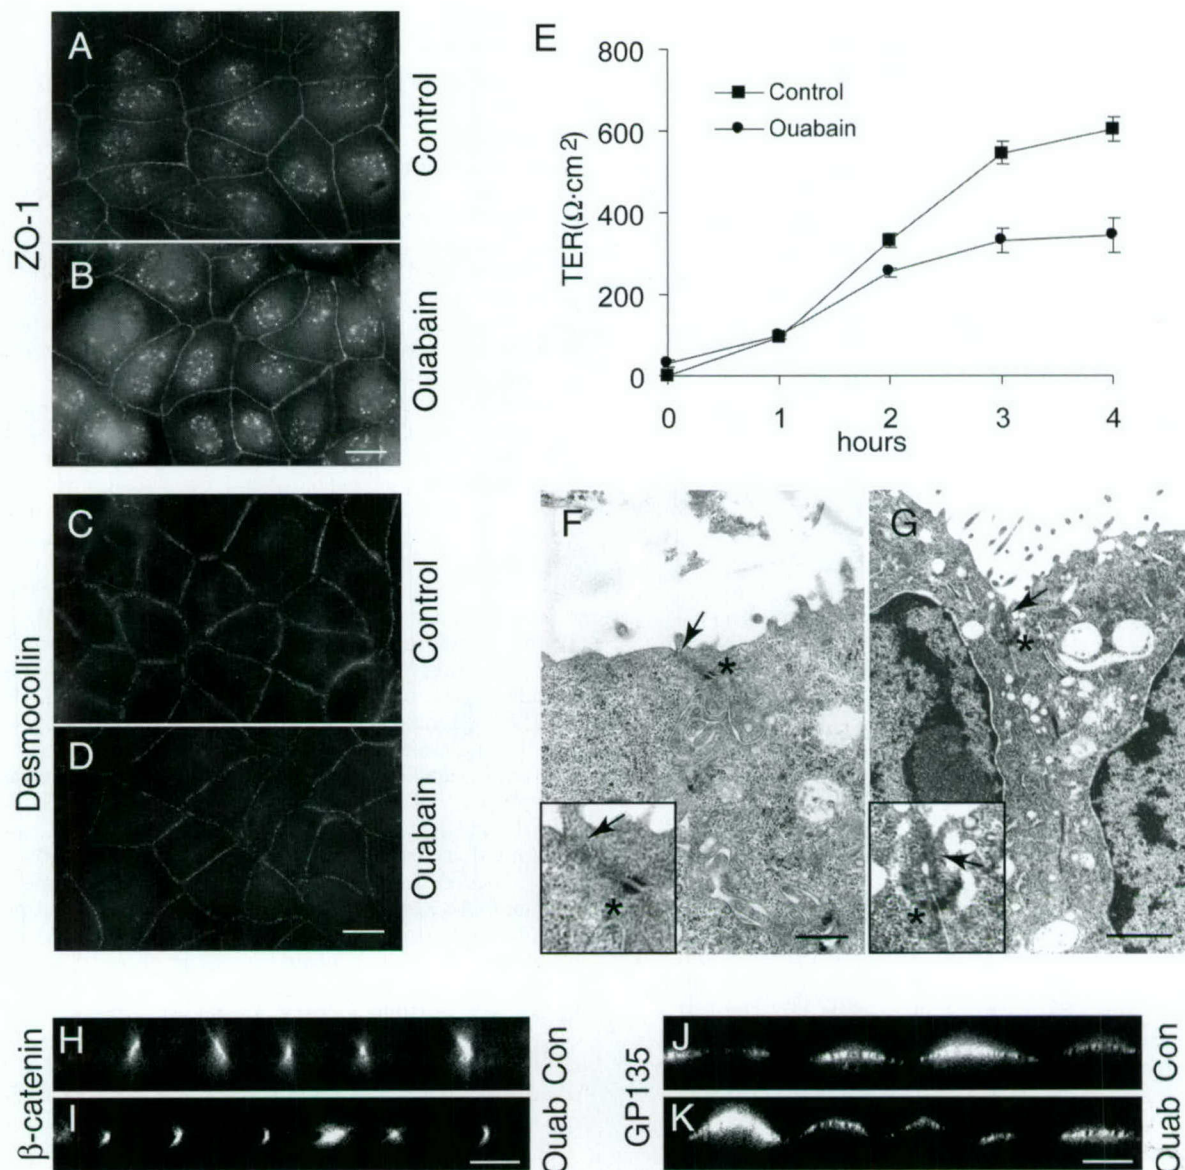 A
Control
ZO-1
B
Ouabain
C
Control
Desmocollin
D
Ouabain
E
800
600
400
200
0
TER(Ω·cm²)
Control
Ouabain
0 1 2 3 4
hours
F
*
*
G
*
*
β-catenin
H
Con
I
Ouab
GP135
J
Con
K
Ouab